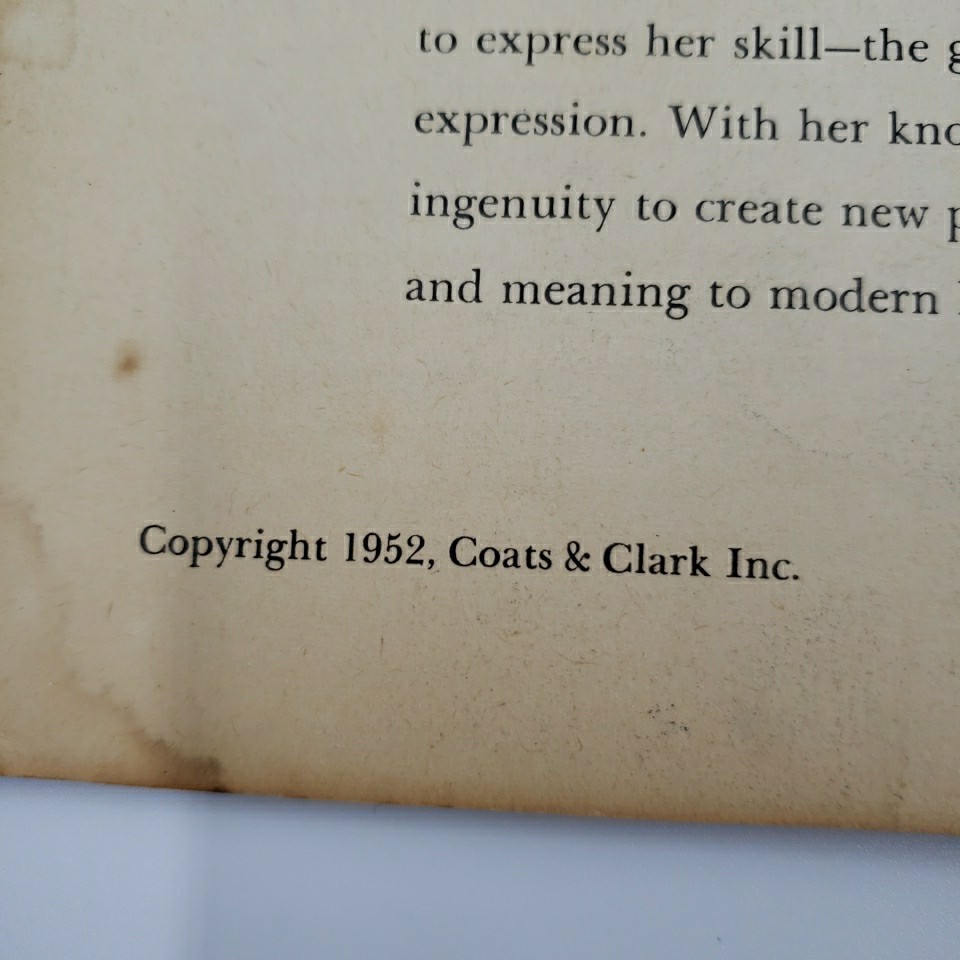 to express her skill—the
expression. With her
ingenuity to create new
and meaning to modern
Copyright 1952, Coats & Clark Inc.